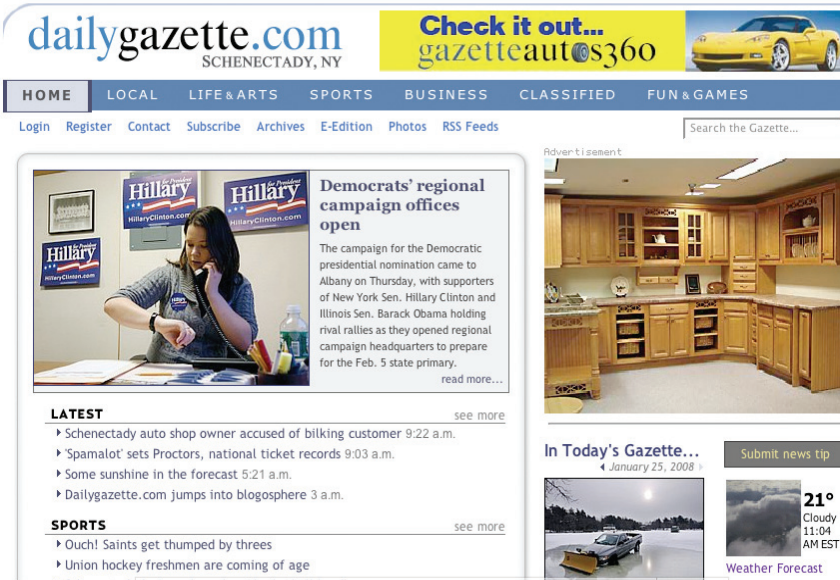 dailygazette.com
SCHENECTADY, NY
Check it out...
gazetteautos360
HOME LOCAL LIFE & ARTS SPORTS BUSINESS CLASSIFIED FUN & GAMES
Login Register Contact Subscribe Archives E-Edition Photos RSS Feeds
Search the Gazette...
Advertisement
Hillary for President
HillaryClinton.com
Hillary for President
HillaryClinton.com
Hillary for President
HillaryClinton.com
Hillary
Democrats' regional
campaign offices
open
The campaign for the Democratic
presidential nomination came to
Albany on Thursday, with supporters
of New York Sen. Hillary Clinton and
Illinois Sen. Barack Obama holding
rival rallies as they opened regional
campaign headquarters to prepare
for the Feb. 5 state primary.
read more...
LATEST see more
Schenectady auto shop owner accused of bilking customer 9:22 a.m.
'Spamalot' sets Proctors, national ticket records 9:03 a.m.
Some sunshine in the forecast 5:21 a.m.
Dailygazette.com jumps into blogosphere 3 a.m.
SPORTS see more
Ouch! Saints get thumped by threes
Union hockey freshmen are coming of age
In Today's Gazette...
January 25, 2008
Submit news tip
21°
Cloudy
11:04
AM EST
Weather Forecast